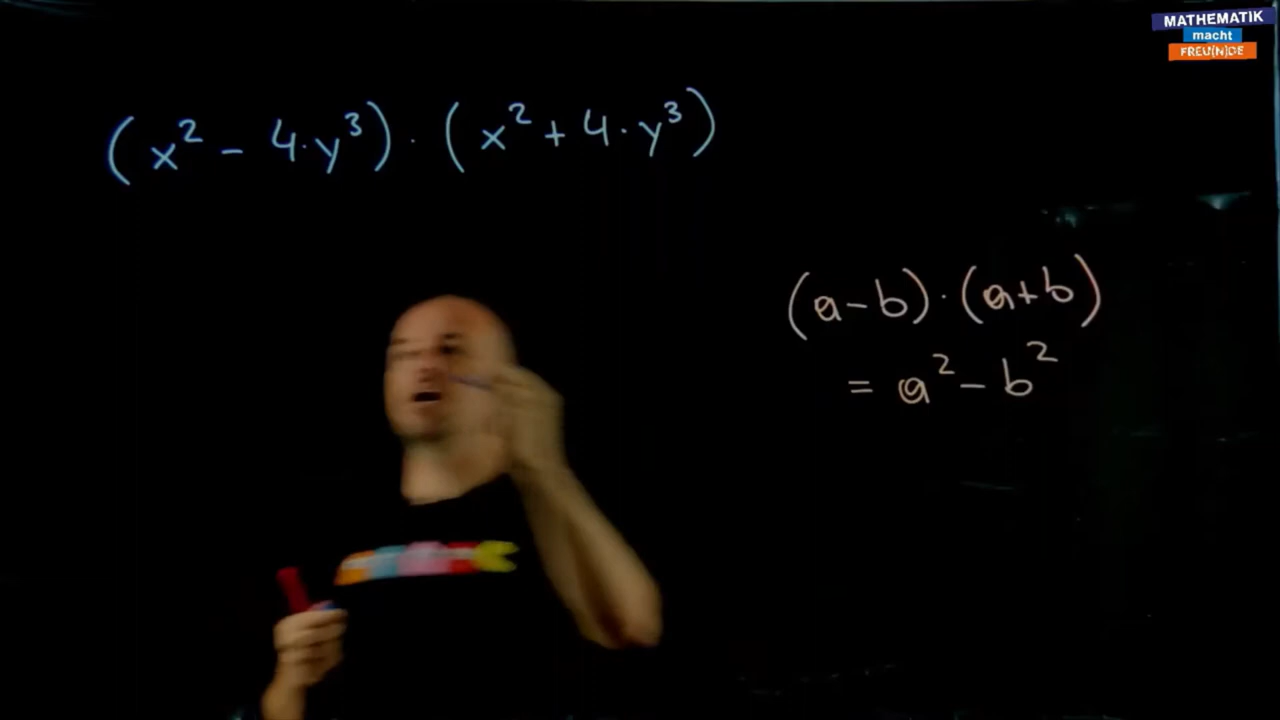 MATHEMATIK
macht
FREU(N)DE
(x² - 4·y³) · (x² + 4·y³)
(a-b)·(a+b)
= a² - b²